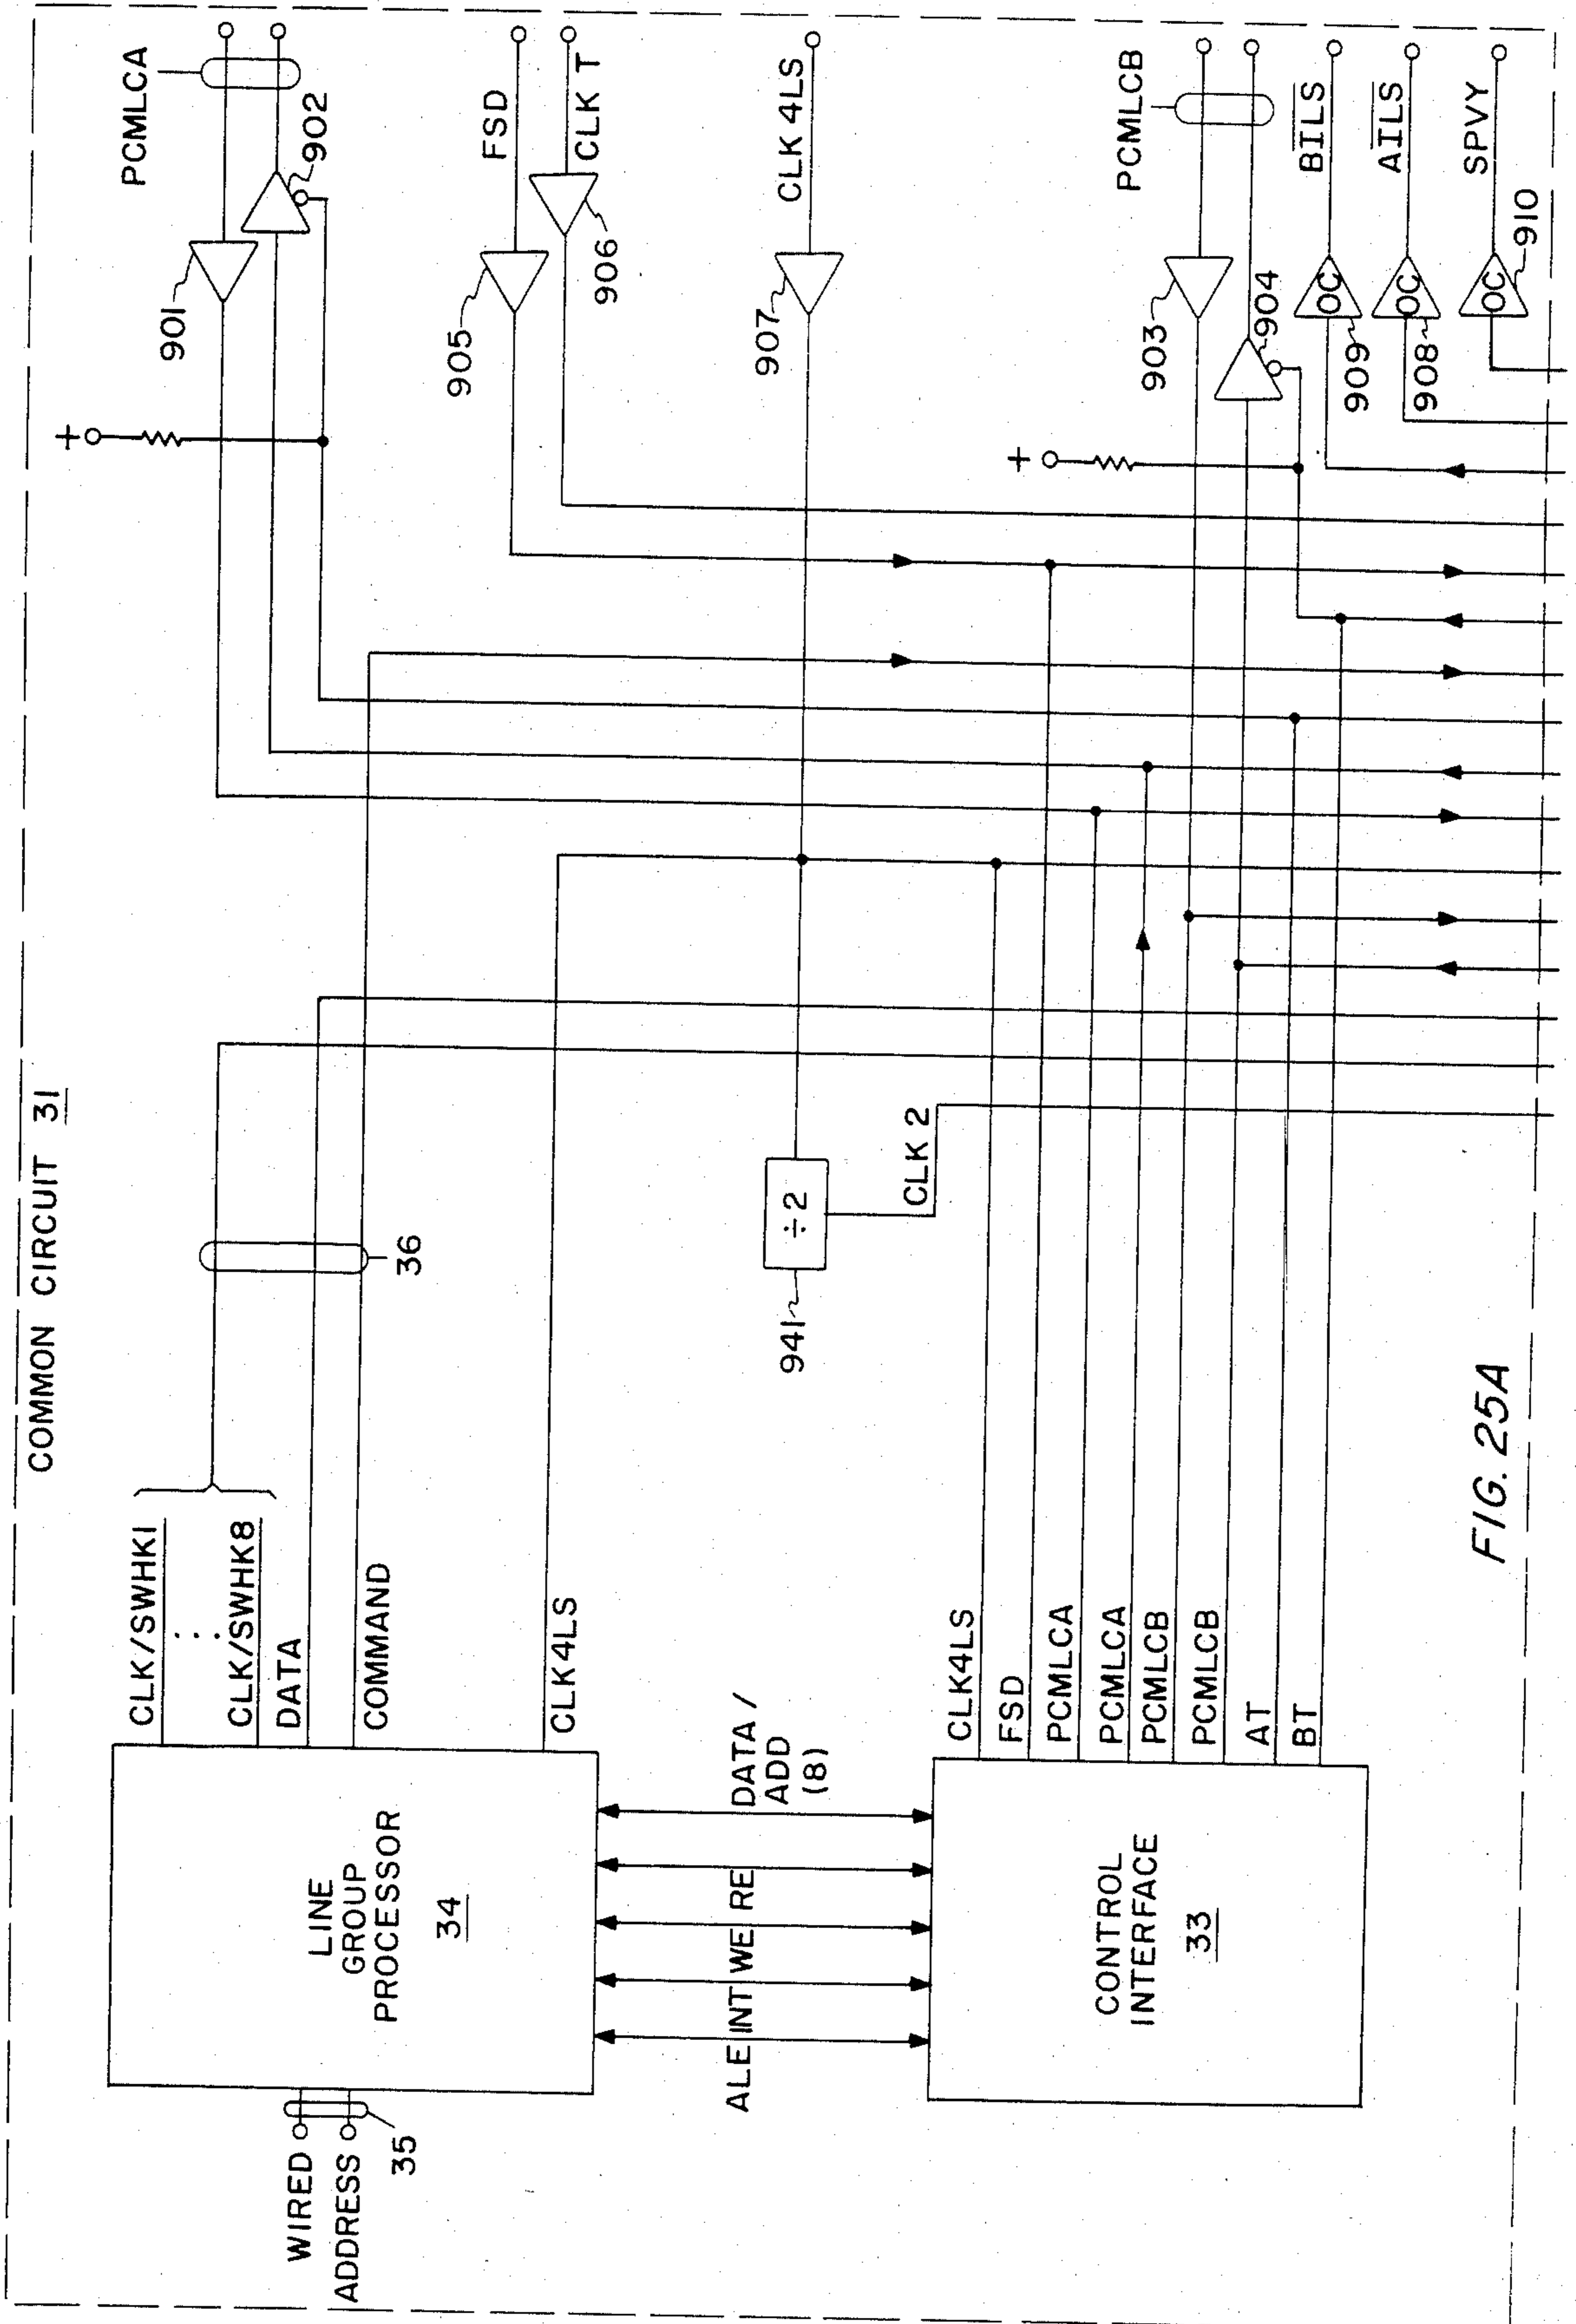 COMMON CIRCUIT 31
WIRED
ADDRESS
35
LINE
GROUP
PROCESSOR
34
CLK/SWHK1
...
CLK/SWHK8
DATA
COMMAND
CLK4LS
36
901
902
PCMLCA
+
905
FSD
906
CLK T
907
CLK 4LS
941
÷2
CLK 2
ALE
INT
WE
RE
DATA /
ADD
(8)
CONTROL
INTERFACE
33
CLK4LS
FSD
PCMLCA
PCMLCA
PCMLCB
PCMLCB
AT
BT
+
903
904
PCMLCB
909
OC
BILS
908
OC
AILS
OC
910
SPVY
FIG. 25A